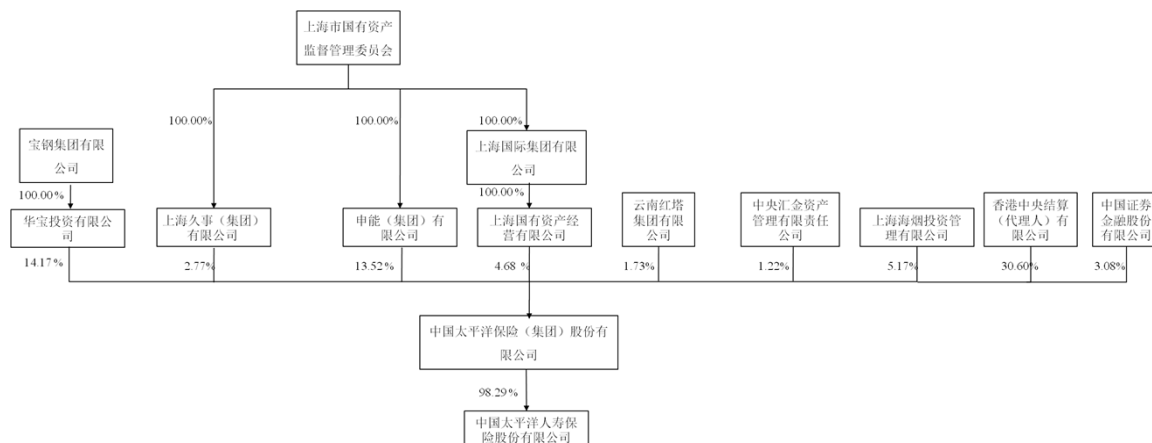 上海市国有资产
监督管理委员会
100.00%
100.00%
100.00%
宝钢集团有限
公司
上海国际集团有限
公司
100.00%
100.00%
华宝投资有限公
司
上海久事（集团）
有限公司
申能（集团）有
限公司
上海国有资产经
营有限公司
云南红塔
集团有限
公司
中央汇金资产
管理有限责任
公司
上海海烟投资管
理有限公司
香港中央结算
（代理人）有
限公司
中国证券
金融股份
有限公司
14.17%
2.77%
13.52%
4.68%
1.73%
1.22%
5.17%
30.60%
3.08%
中国太平洋保险（集团）股份有
限公司
98.29%
中国太平洋人寿保
险股份有限公司